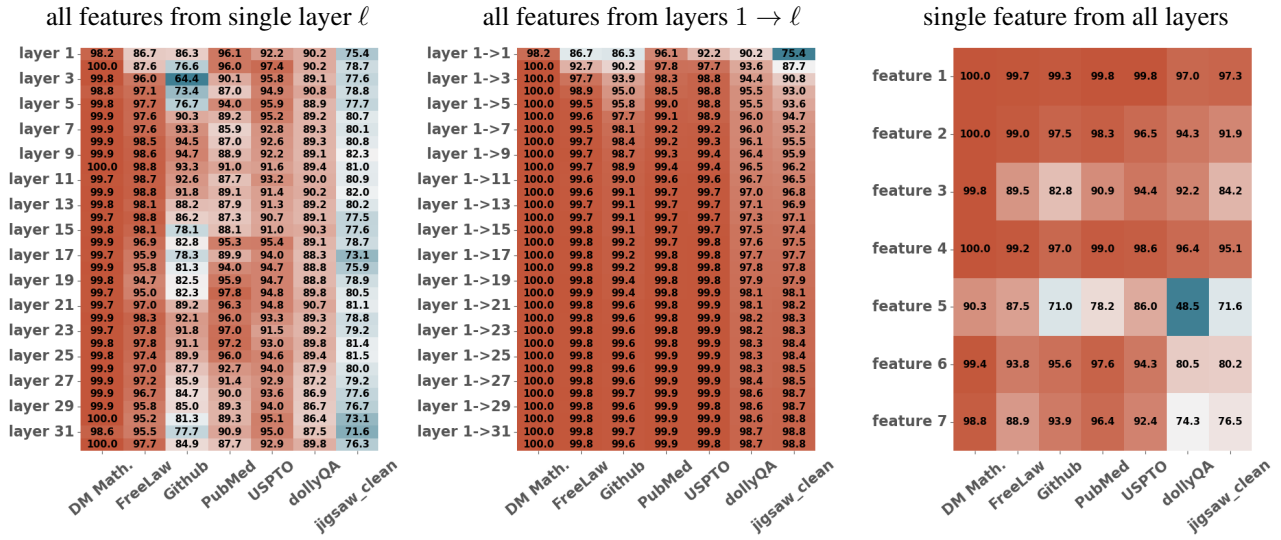 all features from single layer ℓ
layer 1 98.2 86.7 86.3 96.1 92.2 90.2 75.4
100.0 87.6 76.6 96.0 97.4 90.2 78.7
layer 3 99.8 96.0 64.4 90.1 95.8 89.1 77.6
98.8 97.1 73.4 87.0 94.9 90.8 78.8
layer 5 99.8 97.7 76.7 94.0 95.9 88.9 77.7
99.9 97.6 90.3 89.2 95.2 89.2 80.7
layer 7 99.9 97.6 93.3 85.9 92.8 89.3 80.1
99.9 98.5 94.5 87.0 92.6 89.3 80.8
layer 9 99.9 98.6 94.7 88.9 92.2 89.1 82.3
100.0 98.8 93.3 91.0 91.6 89.4 81.0
layer 11 99.7 98.7 92.6 87.7 93.2 90.0 80.9
99.9 98.8 91.8 89.1 91.4 90.2 82.0
layer 13 99.8 98.1 88.2 87.9 91.3 89.2 80.2
99.7 98.8 86.2 87.3 90.7 89.1 77.5
layer 15 99.8 98.1 78.1 88.1 91.0 90.3 77.6
99.9 96.9 82.8 95.3 95.4 89.1 78.7
layer 17 99.7 95.9 78.3 89.9 94.0 88.3 73.1
99.9 95.8 81.3 94.0 94.7 88.8 75.9
layer 19 99.8 94.7 82.5 95.9 94.7 88.8 78.9
99.7 95.0 82.3 97.8 94.8 89.8 80.5
layer 21 99.7 97.0 89.2 96.3 94.8 90.7 81.1
99.9 98.3 92.1 96.0 93.3 89.3 78.8
layer 23 99.7 97.8 91.8 97.0 91.5 89.2 79.2
99.8 97.8 91.1 97.2 93.0 89.8 81.4
layer 25 99.8 97.4 89.9 96.0 94.6 89.4 81.5
99.9 97.0 87.7 92.7 94.0 87.9 80.0
layer 27 99.9 97.2 85.9 91.4 92.9 87.2 79.2
99.9 96.7 84.7 90.0 93.6 86.9 77.6
layer 29 99.9 95.8 85.0 89.3 94.0 86.7 76.7
100.0 95.2 81.3 89.3 95.1 86.4 73.1
layer 31 98.6 95.5 77.7 90.9 95.0 87.5 71.6
100.0 97.7 84.9 87.7 92.9 89.8 76.3
DM Math. FreeLaw Github PubMed USPTO dollyQA jigsaw_clean
all features from layers 1 → ℓ
layer 1->1 98.2 86.7 86.3 96.1 92.2 90.2 75.4
100.0 92.7 90.2 97.8 97.7 93.6 87.7
layer 1->3 100.0 97.7 93.9 98.3 98.8 94.4 90.8
100.0 98.9 95.0 98.5 98.8 95.5 93.0
layer 1->5 100.0 99.5 95.8 99.0 98.8 95.5 93.6
100.0 99.6 97.7 99.1 98.9 96.0 94.7
layer 1->7 100.0 99.5 98.1 99.2 99.2 96.0 95.2
100.0 99.7 98.4 99.2 99.3 96.1 95.5
layer 1->9 100.0 99.7 98.7 99.3 99.4 96.4 95.9
100.0 99.7 98.9 99.4 99.4 96.5 96.2
layer 1->11 100.0 99.6 99.0 99.6 99.6 96.7 96.5
100.0 99.6 99.1 99.7 99.7 97.0 96.8
layer 1->13 100.0 99.7 99.1 99.7 99.7 97.1 96.9
100.0 99.7 99.1 99.7 99.7 97.3 97.1
layer 1->15 100.0 99.8 99.1 99.7 99.7 97.5 97.4
100.0 99.8 99.2 99.7 99.8 97.6 97.5
layer 1->17 100.0 99.8 99.2 99.8 99.8 97.7 97.7
100.0 99.8 99.2 99.8 99.8 97.8 97.8
layer 1->19 100.0 99.8 99.4 99.8 99.8 97.9 97.9
100.0 99.9 99.4 99.8 99.9 98.1 98.1
layer 1->21 100.0 99.8 99.6 99.8 99.9 98.1 98.2
100.0 99.8 99.6 99.8 99.9 98.2 98.3
layer 1->23 100.0 99.8 99.6 99.8 99.9 98.3 98.3
100.0 99.8 99.6 99.9 99.9 98.3 98.4
layer 1->25 100.0 99.8 99.6 99.9 99.9 98.3 98.4
100.0 99.8 99.6 99.9 99.9 98.3 98.5
layer 1->27 100.0 99.8 99.6 99.9 99.9 98.4 98.5
100.0 99.8 99.7 99.9 99.9 98.6 98.7
layer 1->29 100.0 99.8 99.6 99.9 99.9 98.6 98.7
100.0 99.8 99.6 99.9 99.9 98.6 98.8
layer 1->31 100.0 99.8 99.7 99.9 99.9 98.7 98.8
100.0 99.8 99.6 99.9 99.8 98.7 98.8
DM Math. FreeLaw Github PubMed USPTO dollyQA jigsaw_clean
single feature from all layers
feature 1 100.0 99.7 99.3 99.8 99.8 97.0 97.3
feature 2 100.0 99.0 97.5 98.3 96.5 94.3 91.9
feature 3 99.8 89.5 82.8 90.9 94.4 92.2 84.2
feature 4 100.0 99.2 97.0 99.0 98.6 96.4 95.1
feature 5 90.3 87.5 71.0 78.2 86.0 48.5 71.6
feature 6 99.4 93.8 95.6 97.6 94.3 80.5 80.2
feature 7 98.8 88.9 93.9 96.4 92.4 74.3 76.5
DM Math. FreeLaw Github PubMed USPTO dollyQA jigsaw_clean